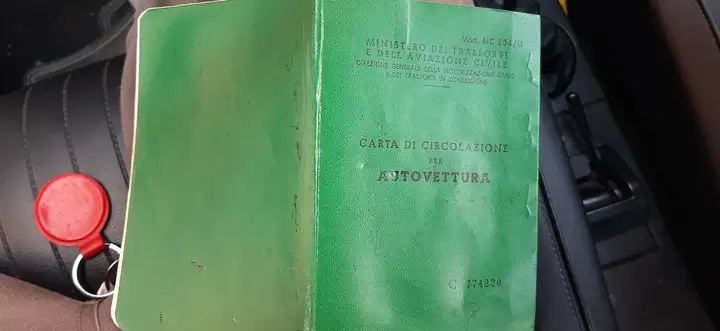 Mod. MC 804/U
MINISTERO DEI TRASPORTI
E DELL'AVIAZIONE CIVILE
DIREZIONE GENERALE DELLA MOTORIZZAZIONE CIVILE
E DEI TRASPORTI IN CONCESSIONE
CARTA DI CIRCOLAZIONE
PER
AUTOVETTURA
C 774220